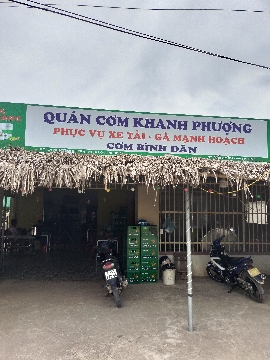 QUÁN CƠM KHANH PHƯỢNG
PHỤC VỤ XE TẢI - GÀ MẠNH HOẠCH
CƠM BÌNH DÂN